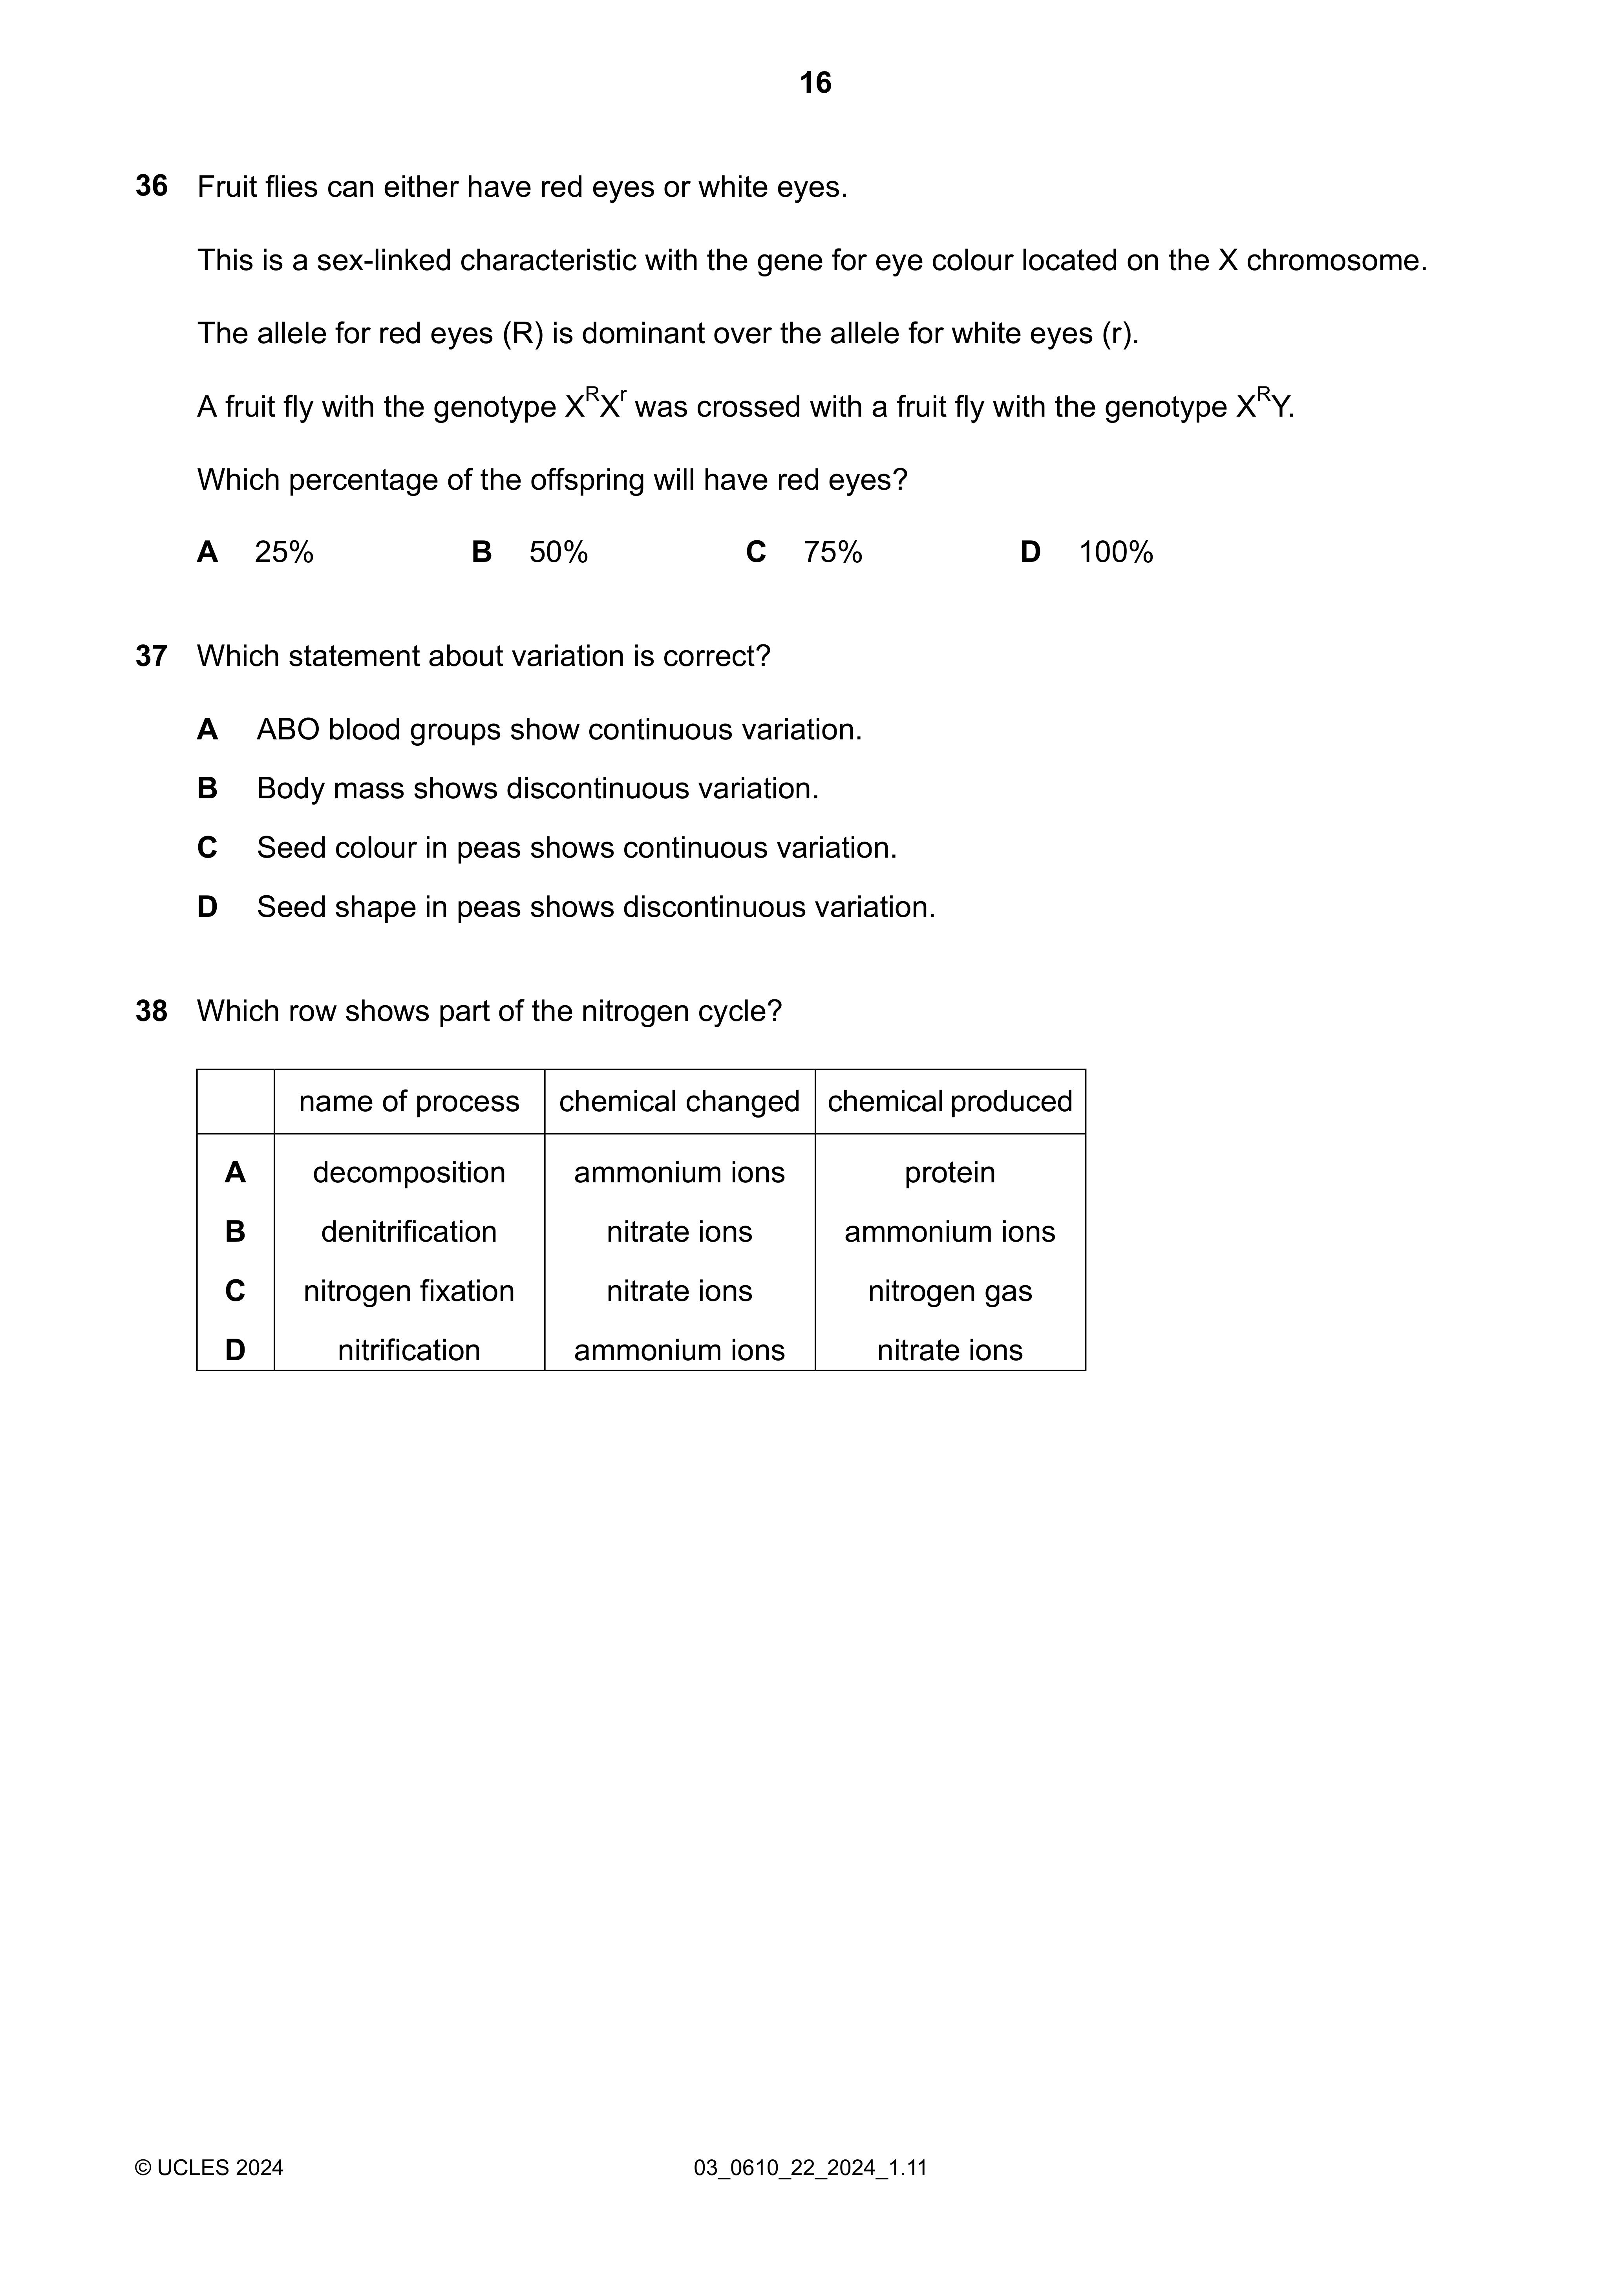 16
36 Fruit flies can either have red eyes or white eyes.
This is a sex-linked characteristic with the gene for eye colour located on the X chromosome.
The allele for red eyes (R) is dominant over the allele for white eyes (r).
A fruit fly with the genotype XᴿXʳ was crossed with a fruit fly with the genotype XᴿY.
Which percentage of the offspring will have red eyes?
A 25% B 50% C 75% D 100%
37 Which statement about variation is correct?
A ABO blood groups show continuous variation.
B Body mass shows discontinuous variation.
C Seed colour in peas shows continuous variation.
D Seed shape in peas shows discontinuous variation.
38 Which row shows part of the nitrogen cycle?
name of process chemical changed chemical produced
A decomposition ammonium ions protein
B denitrification nitrate ions ammonium ions
C nitrogen fixation nitrate ions nitrogen gas
D nitrification ammonium ions nitrate ions
© UCLES 2024 03_0610_22_2024_1.11